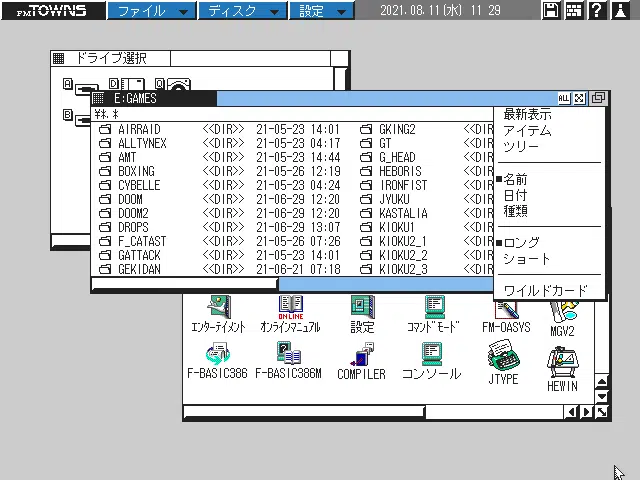 FM TOWNS ファイル ディスク 設定 2021.08.11(水) 11 29 ?
ドライブ選択
A D Q
B
E:GAMES ALL
¥*.*
AIRRAID <<DIR>> 21-05-23 14:01 GKING2 <<DIR
ALLTYNEX <<DIR>> 21-05-23 04:17 GT <<DIR
AMT <<DIR>> 21-05-23 14:44 G_HEAD <<DIR
BOXING <<DIR>> 21-05-26 12:19 HEBORIS <<DIR
CYBELLE <<DIR>> 21-05-23 04:24 IRONFIST <<DIR
DOOM <<DIR>> 21-06-29 12:20 JYUKU <<DIR
DOOM2 <<DIR>> 21-06-29 12:20 KASTALIA <<DIR
DROPS <<DIR>> 21-06-29 13:07 KIOKU1 <<DIR
F_CATAST <<DIR>> 21-05-26 07:26 KIOKU2_1 <<DIR
GATTACK <<DIR>> 21-05-23 04:40 KIOKU2_2 <<DIR
GEKIDAN <<DIR>> 21-06-21 07:18 KIOKU2_3 <<DIR
最新表示
アイテム
ツリー
名前
日付
種類
ロング
ショート
ワイルドカード
ON LINE
エンターテイメント オンラインマニュアル 設定 コマンドモード FM-OASYS MGV2
F-BASIC386 F-BASIC386M COMPILER コンソール JTYPE HEWIN